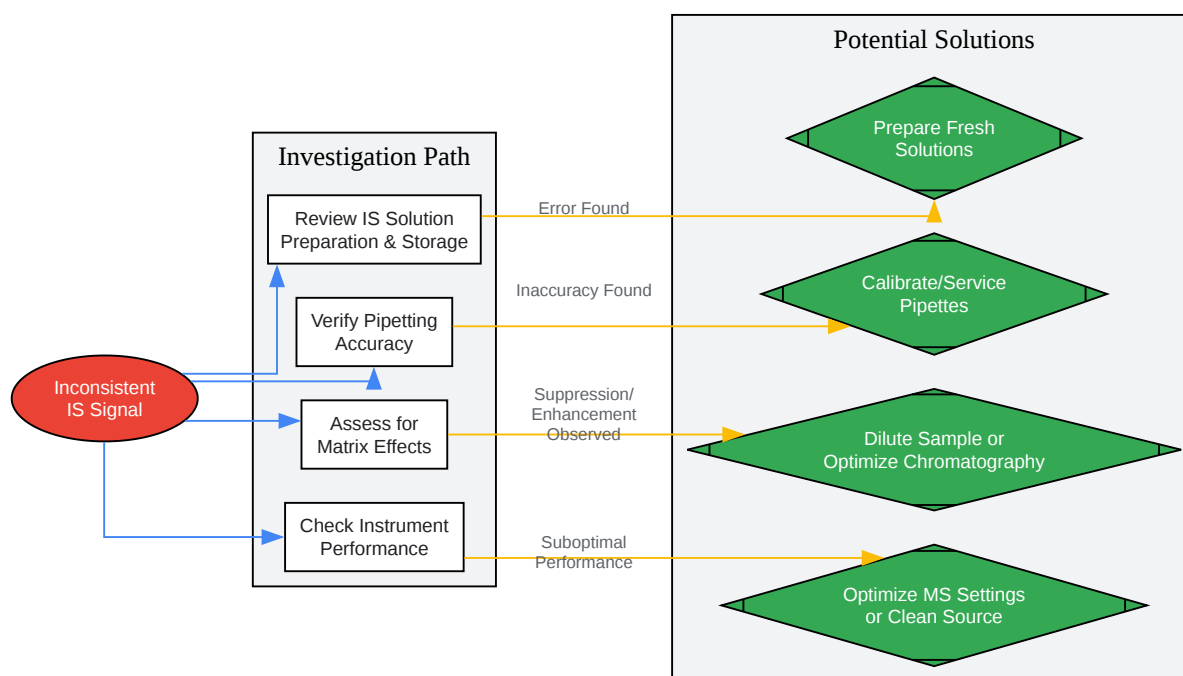 Potential Solutions
Prepare Fresh
Solutions
Investigation Path
Review IS Solution
Preparation & Storage
Error Found
Calibrate/Service
Pipettes
Inaccuracy Found
Verify Pipetting
Accuracy
Inconsistent
IS Signal
Suppression/
Enhancement
Observed
Assess for
Matrix Effects
Dilute Sample or
Optimize Chromatography
Check Instrument
Performance
Suboptimal
Performance
Optimize MS Settings
or Clean Source